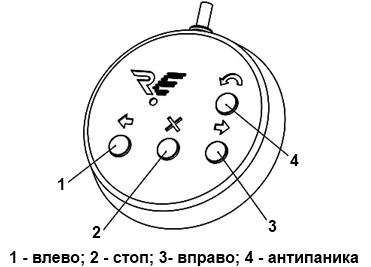 1
2
3
4
1 - влево; 2 - стоп; 3- вправо; 4 - антипаника